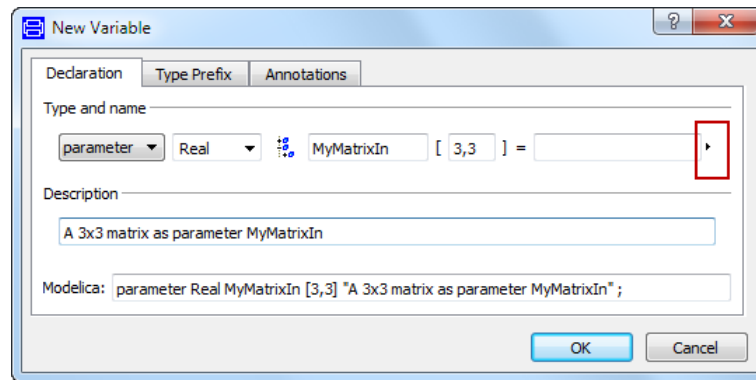 New Variable
Declaration Type Prefix Annotations
Type and name
parameter Real MyMatrixIn [ 3,3 ] =
Description
A 3x3 matrix as parameter MyMatrixIn
Modelica: parameter Real MyMatrixIn [3,3] "A 3x3 matrix as parameter MyMatrixIn" ;
OK Cancel